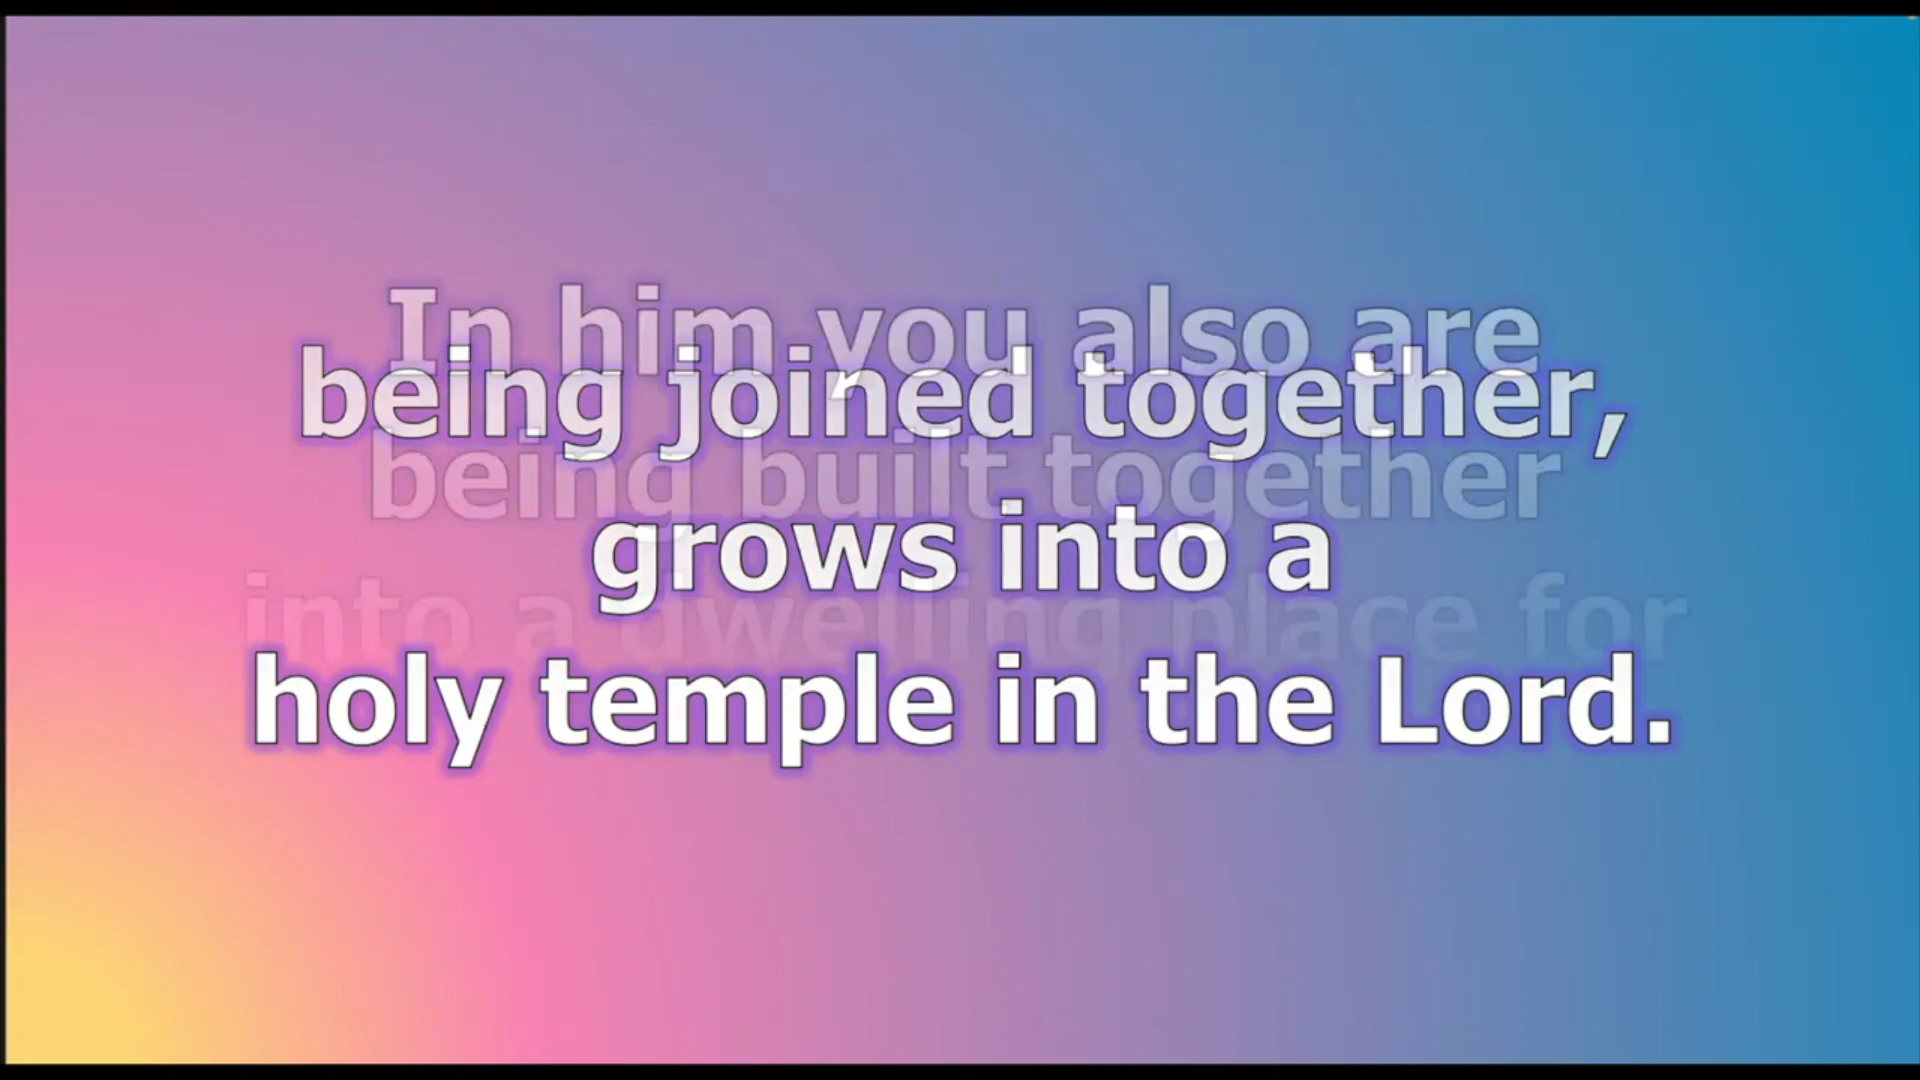 In him you also are
being joined together,
being built together
grows into a
into a dwelling place for
holy temple in the Lord.